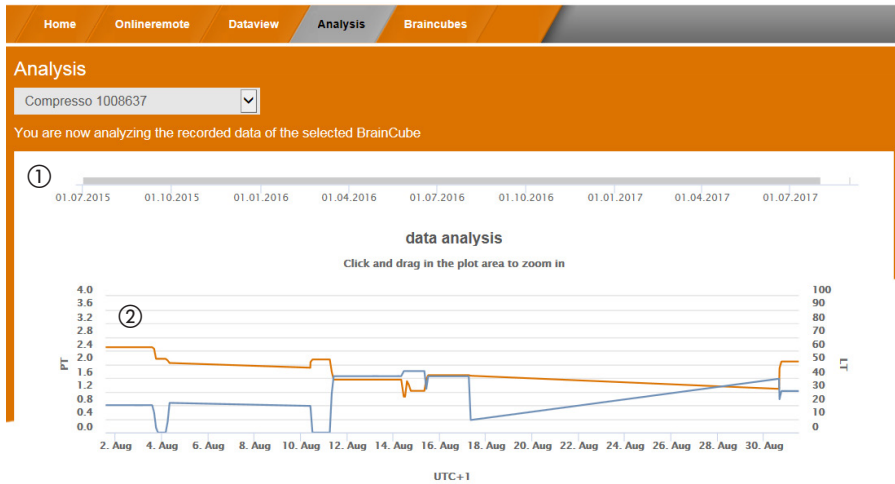 Home Onlineremote Dataview Analysis Braincubes
Analysis
Compresso 1008637
You are now analyzing the recorded data of the selected BrainCube
①
01.07.2015 01.10.2015 01.01.2016 01.04.2016 01.07.2016 01.10.2016 01.01.2017 01.04.2017 01.07.2017
data analysis
Click and drag in the plot area to zoom in
4.0 100
3.6 90
② 
3.2 80
2.8 70
2.4 60
2.0 50
PT LT
1.6 40
1.2 30
0.8 20
0.4 10
0.0 0
2. Aug 4. Aug 6. Aug 8. Aug 10. Aug 12. Aug 14. Aug 16. Aug 18. Aug 20. Aug 22. Aug 24. Aug 26. Aug 28. Aug 30. Aug
UTC+1